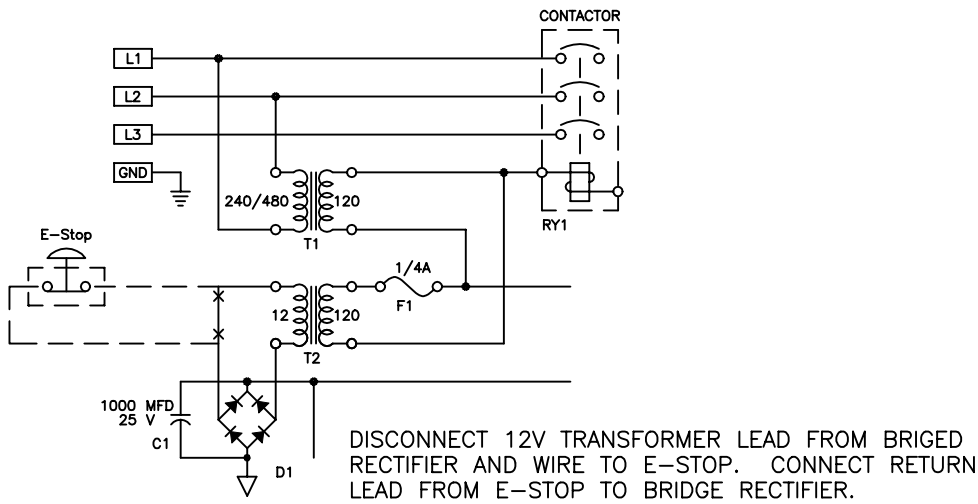 CONTACTOR
L1
L2
L3
GND
240/480
120
T1
RY1
E-Stop
1/4A
F1
12
120
T2
1000 MFD
25 V
C1
D1
DISCONNECT 12V TRANSFORMER LEAD FROM BRIGED
RECTIFIER AND WIRE TO E-STOP. CONNECT RETURN
LEAD FROM E-STOP TO BRIDGE RECTIFIER.